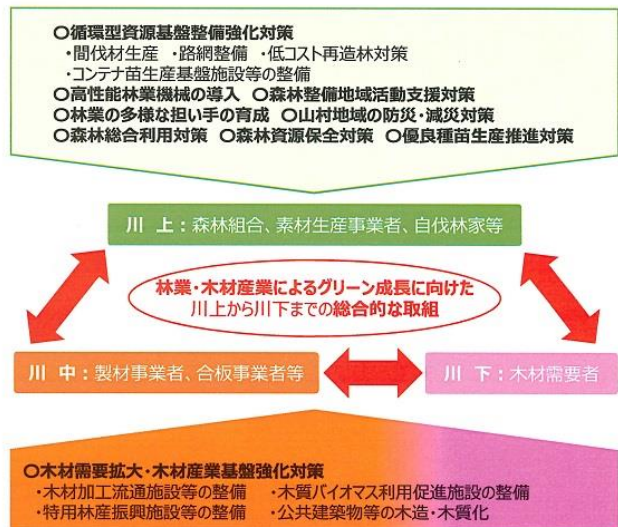 〇循環型資源基盤整備強化対策
・間伐材生産 ・路網整備 ・低コスト再造林対策
・コンテナ苗生産基盤施設等の整備
〇高性能林業機械の導入 〇森林整備地域活動支援対策
〇林業の多様な担い手の育成 〇山村地域の防災・減災対策
〇森林総合利用対策 〇森林資源保全対策 〇優良種苗生産推進対策
川 上：森林組合、素材生産事業者、自伐林家等
林業・木材産業によるグリーン成長に向けた
川上から川下までの総合的な取組
川 中：製材事業者、合板事業者等
川 下：木材需要者
〇木材需要拡大・木材産業基盤強化対策
・木材加工流通施設等の整備 ・木質バイオマス利用促進施設の整備
・特用林産振興施設等の整備 ・公共建築物等の木造・木質化